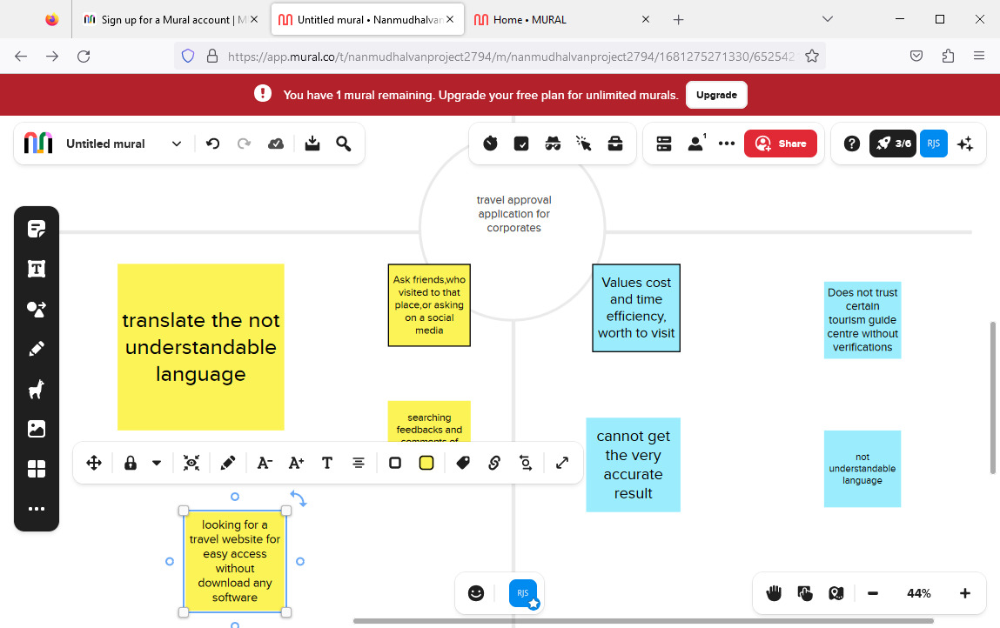 Sign up for a Mural account | M
Untitled mural • Nanmudhalvan
Home • MURAL
https://app.mural.co/t/nanmudhalvanproject2794/m/nanmudhalvanproject2794/1681275271330/652542
You have 1 mural remaining. Upgrade your free plan for unlimited murals.
Upgrade
Untitled mural
1
Share
?
3/6
RJS
travel approval
application for
corporates
translate the not
understandable
language
Ask friends,who
visited to that
place,or asking
on a social
media
Values cost
and time
efficiency,
worth to visit
Does not trust
certain
tourism guide
centre without
verifications
searching
feedbacks and
comments of
cannot get
the very
accurate
result
not
understandable
language
A-
A+
T
looking for a
travel website for
easy access
without
download any
software
RJS
44%